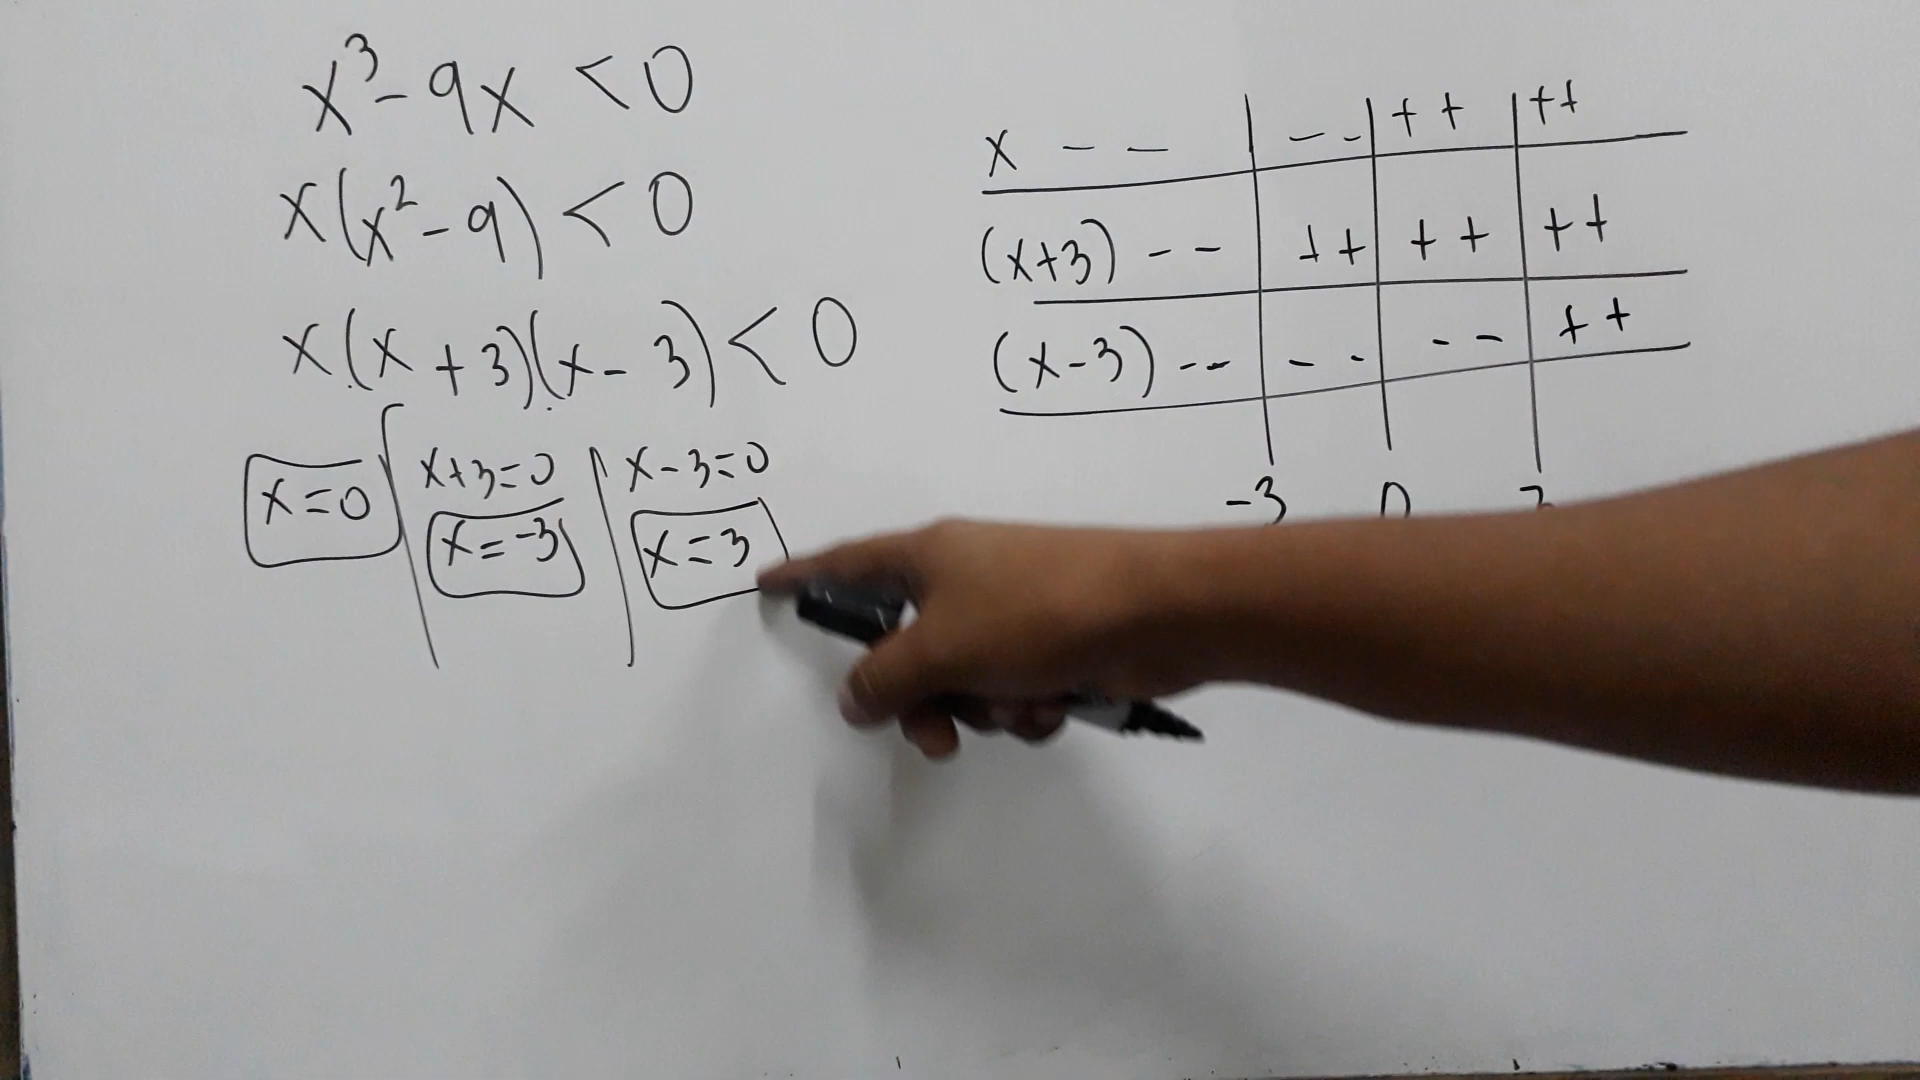 x³ - 9x < 0
x(x² - 9) < 0
x(x + 3)(x - 3) < 0
x = 0 | x+3=0 | x-3=0
x = -3 | x = 3
x - - | - - | + + | + +
(x+3) - - | + + | + + | + +
(x-3) - - | - - | - - | + +
-3 0